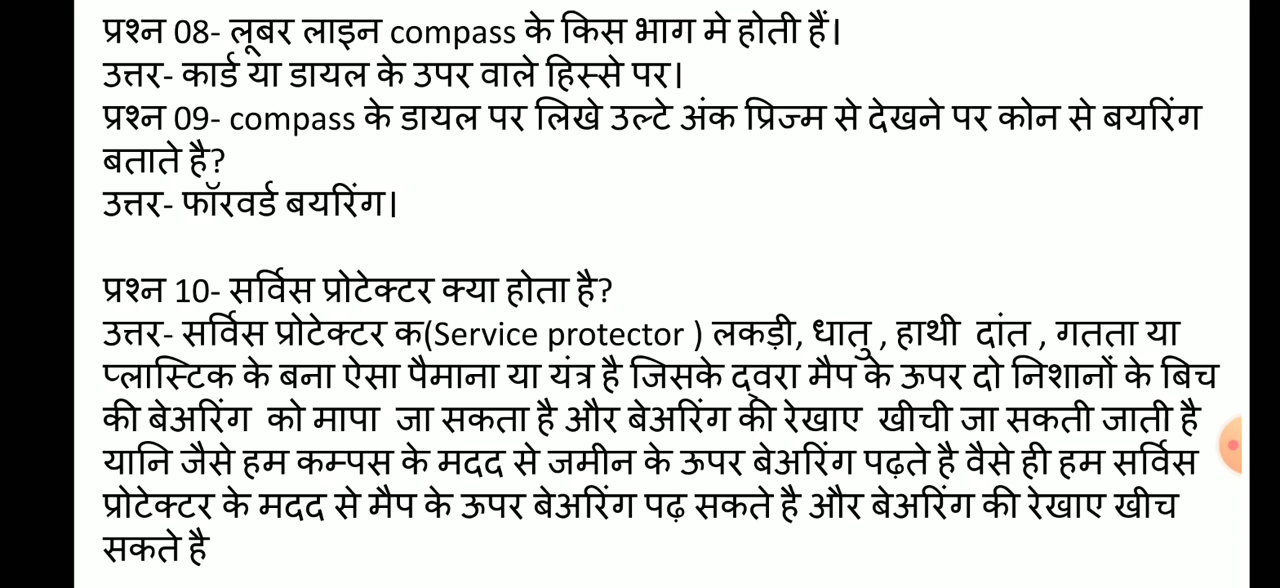 प्रश्न 08- लूबर लाइन compass के किस भाग मे होती हैं।
उत्तर- कार्ड या डायल के उपर वाले हिस्से पर।
प्रश्न 09- compass के डायल पर लिखे उल्टे अंक प्रिज्म से देखने पर कोन से बयरिंग
बताते है?
उत्तर- फॉरवर्ड बयरिंग।
प्रश्न 10- सर्विस प्रोटेक्टर क्या होता है?
उत्तर- सर्विस प्रोटेक्टर क(Service protector ) लकड़ी, धातु , हाथी दांत , गतता या
प्लास्टिक के बना ऐसा पैमाना या यंत्र है जिसके द्वरा मैप के ऊपर दो निशानों के बिच
की बेअरिंग को मापा जा सकता है और बेअरिंग की रेखाए खीची जा सकती जाती है
यानि जैसे हम कम्पस के मदद से जमीन के ऊपर बेअरिंग पढ़ते है वैसे ही हम सर्विस
प्रोटेक्टर के मदद से मैप के ऊपर बेअरिंग पढ़ सकते है और बेअरिंग की रेखाए खीच
सकते है